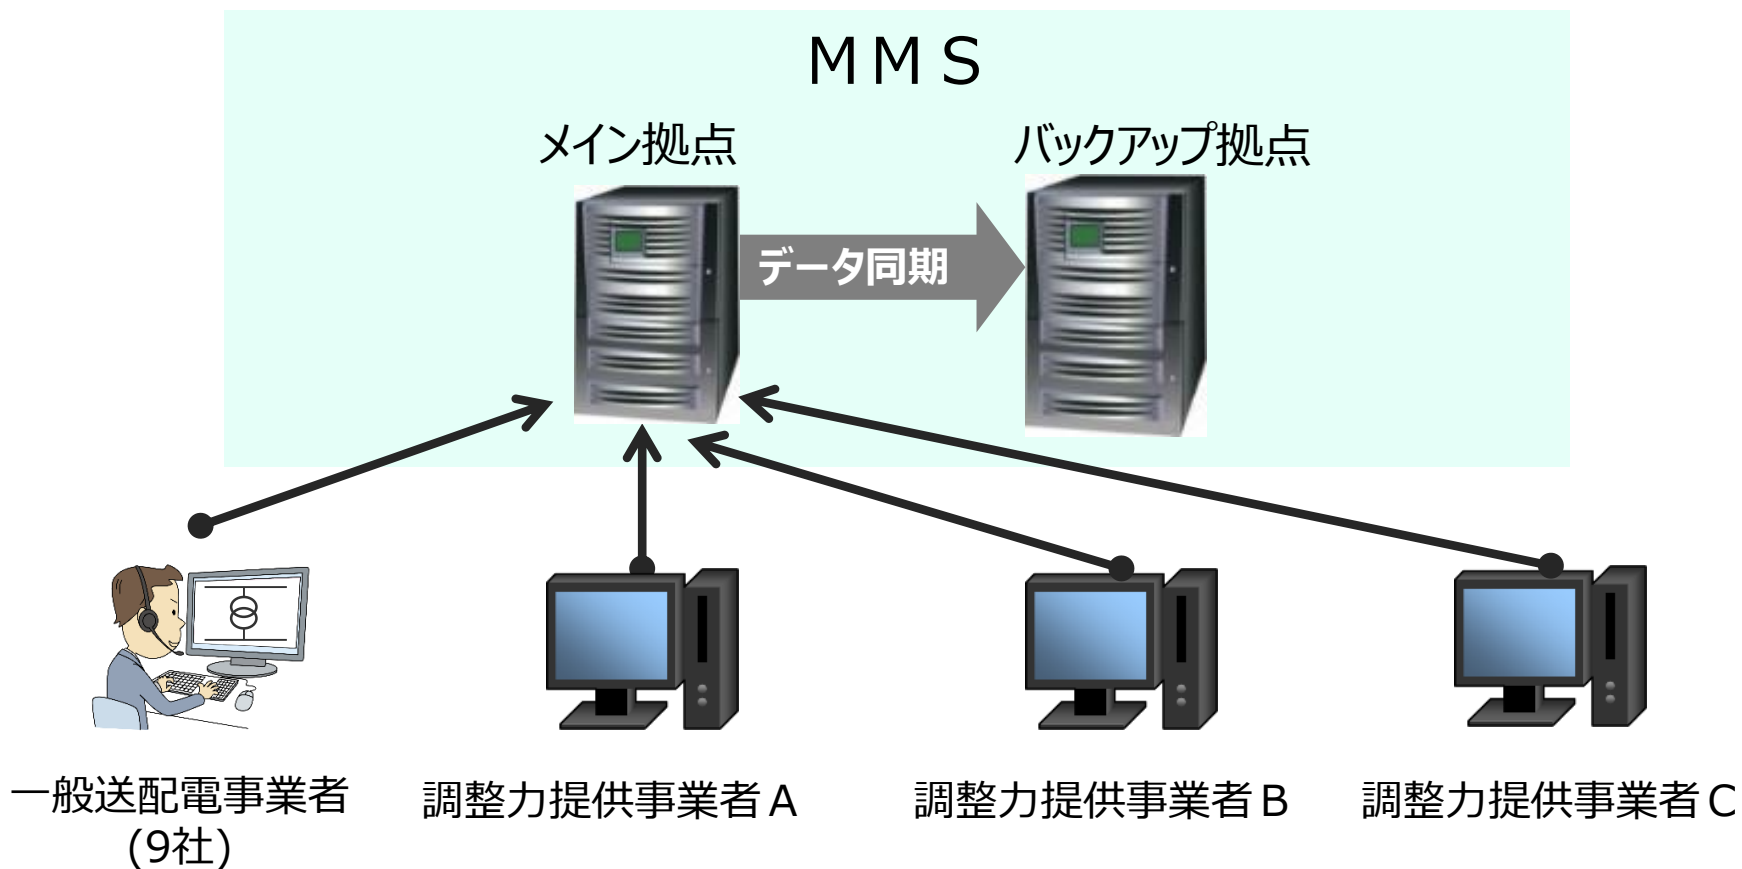 ＭＭＳ
メイン拠点
バックアップ拠点
データ同期
一般送配電事業者
(9社)
調整力提供事業者Ａ
調整力提供事業者Ｂ
調整力提供事業者Ｃ